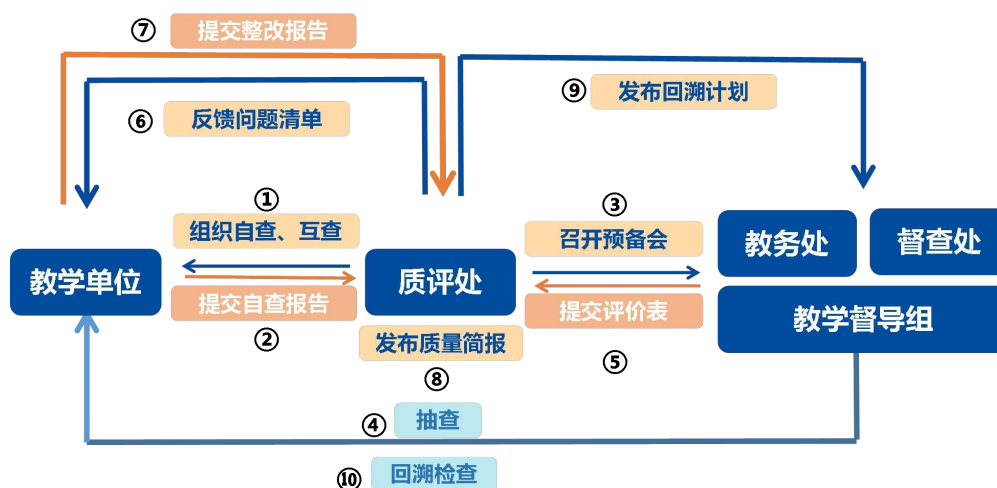 ⑦ 提交整改报告
⑨ 发布回溯计划
⑥ 反馈问题清单
①
组织自查、互查
③
召开预备会
教学单位
质评处
教务处
督查处
提交自查报告
②
提交评价表
⑤
教学督导组
发布质量简报
⑧
④ 抽查
⑩ 回溯检查